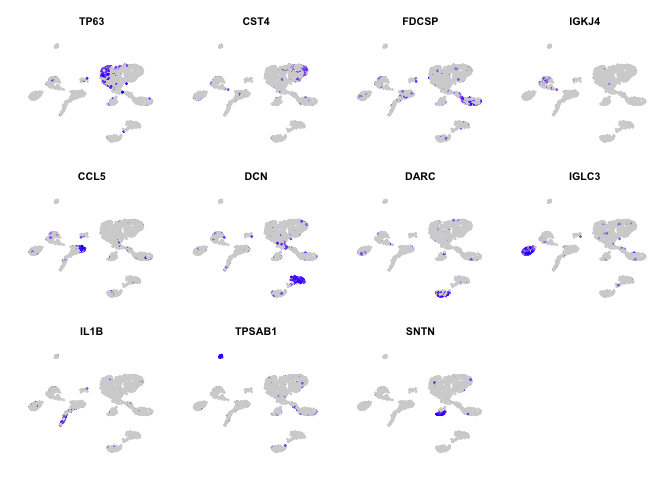 TP63 CST4 FDCSP IGKJ4
CCL5 DCN DARC IGLC3
IL1B TPSAB1 SNTN